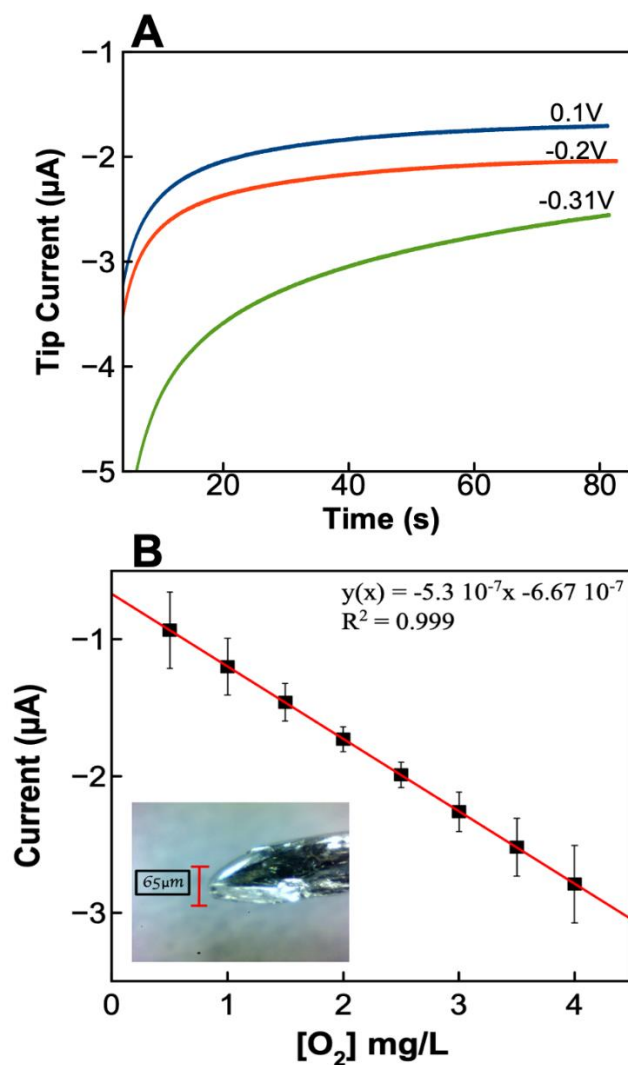 A
−1
−2
−3
−4
−5
Tip Current (µA)
0.1V
-0.2V
-0.31V
20
40
60
80
Time (s)
B
y(x) = -5.3 10⁻⁷x -6.67 10⁻⁷
R² = 0.999
−1
−2
−3
Current (µA)
65µm
0
1
2
3
4
[O₂] mg/L